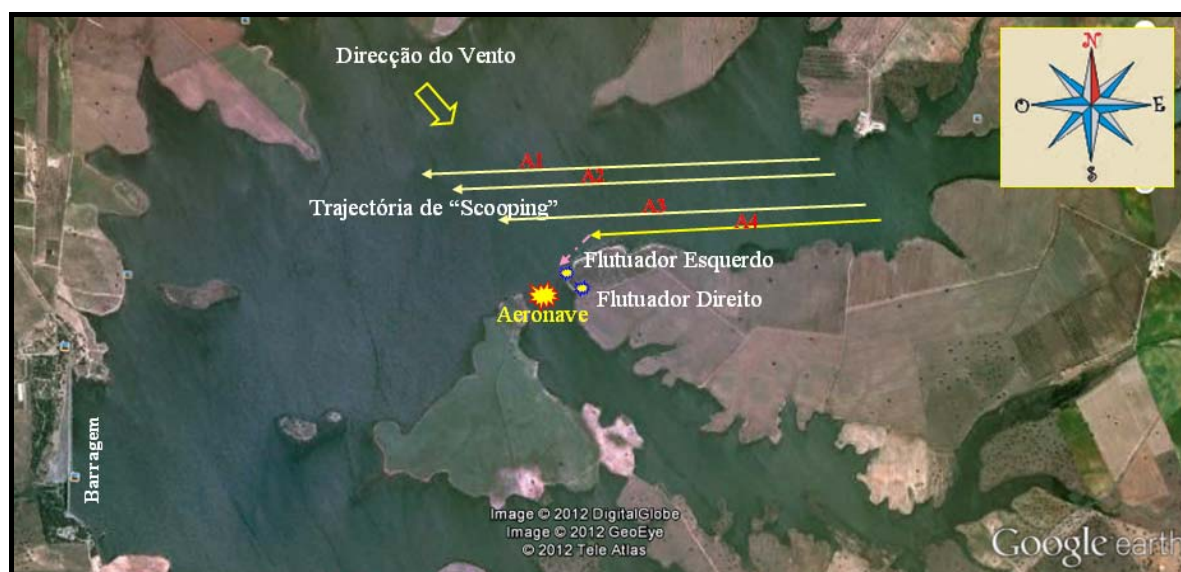 Direcção do Vento
N
O
E
S
A1
A2
Trajectória de “Scooping”
A3
A4
Flutuador Esquerdo
Flutuador Direito
Aeronave
Barragem
Image © 2012 DigitalGlobe
Image © 2012 GeoEye
© 2012 Tele Atlas
Google earth